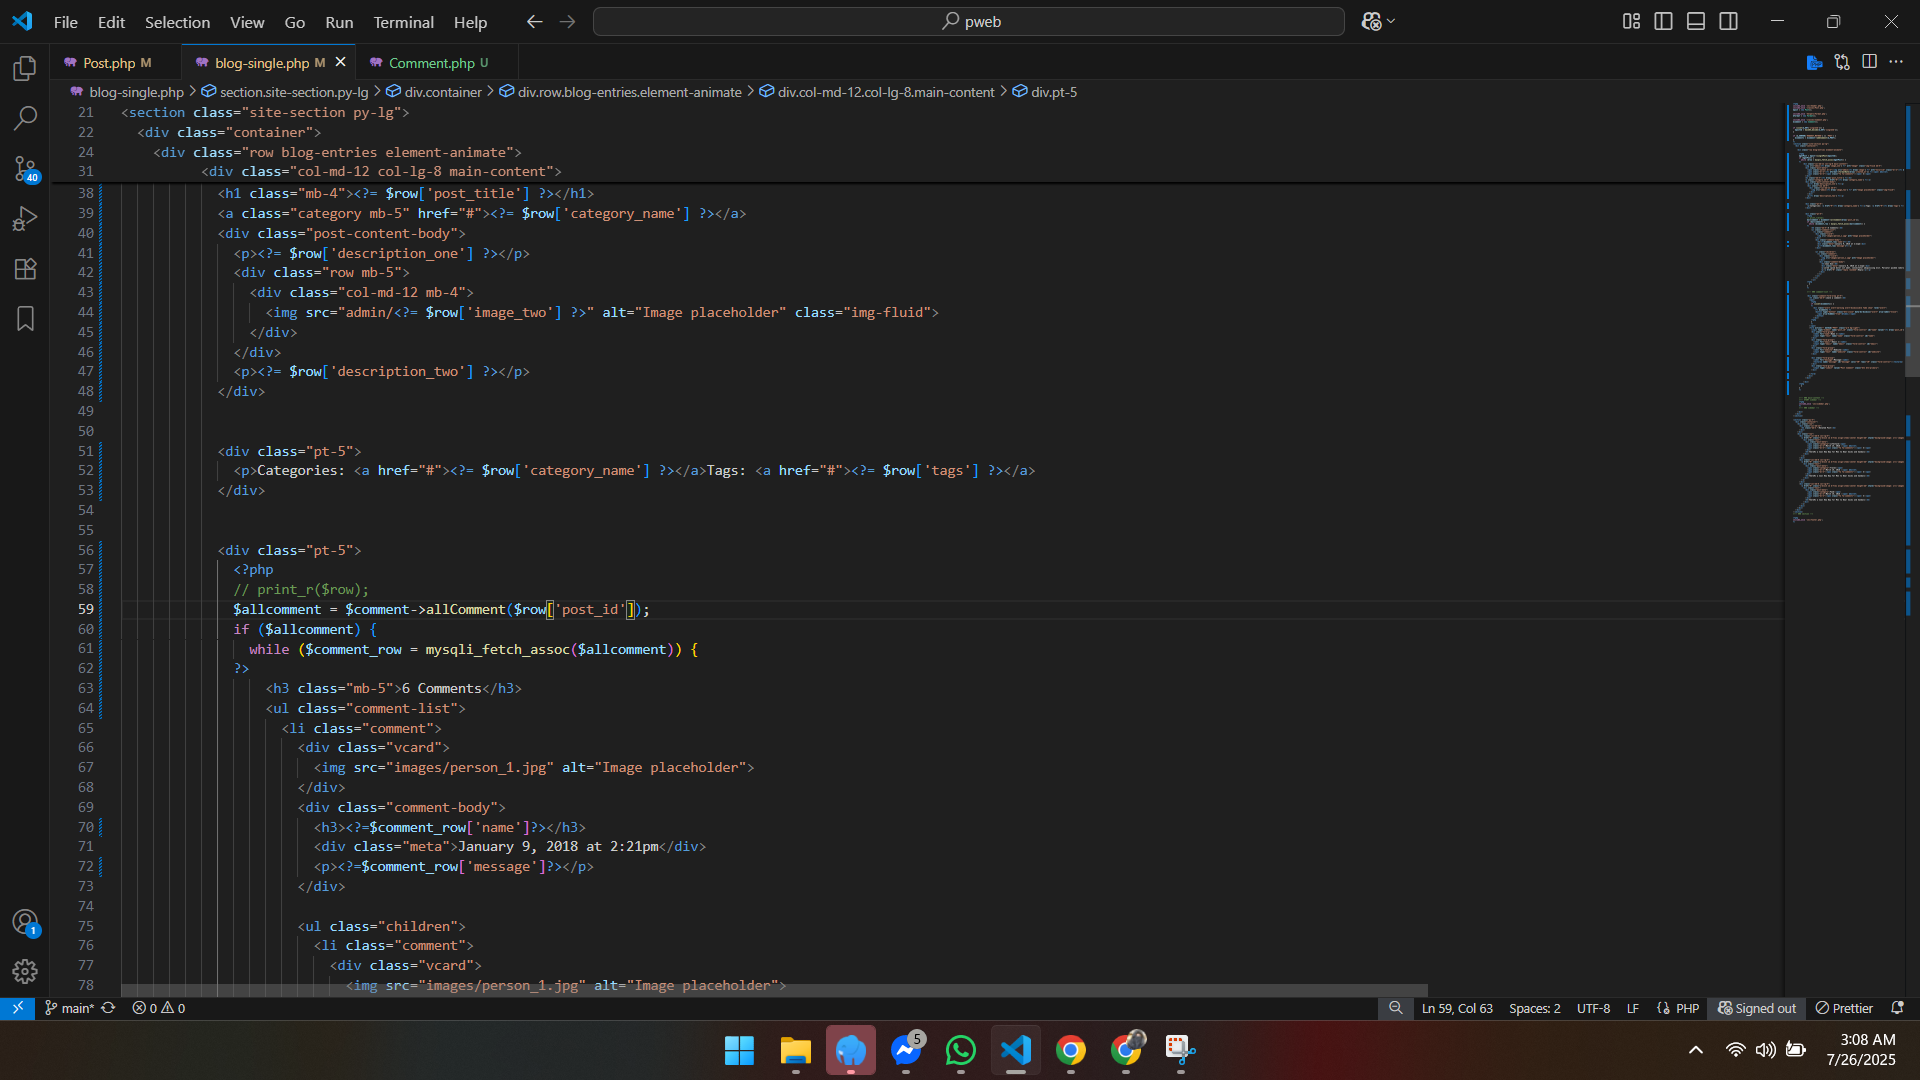 File Edit Selection View Go Run Terminal Help
pweb
Post.php M
blog-single.php M
Comment.php U
blog-single.php > section.site-section.py-lg > div.container > div.row.blog-entries.element-animate > div.col-md-12.col-lg-8.main-content > div.pt-5
21 <section class="site-section py-lg">
22 <div class="container">
24 <div class="row blog-entries element-animate">
31 <div class="col-md-12 col-lg-8 main-content">
38 <h1 class="mb-4"><?= $row['post_title'] ?></h1>
39 <a class="category mb-5" href="#"><?= $row['category_name'] ?></a>
40 <div class="post-content-body">
41 <p><?= $row['description_one'] ?></p>
42 <div class="row mb-5">
43 <div class="col-md-12 mb-4">
44 <img src="admin/<?= $row['image_two'] ?>" alt="Image placeholder" class="img-fluid">
45 </div>
46 </div>
47 <p><?= $row['description_two'] ?></p>
48 </div>
49
50
51 <div class="pt-5">
52 <p>Categories: <a href="#"><?= $row['category_name'] ?></a>Tags: <a href="#"><?= $row['tags'] ?></a>
53 </div>
54
55
56 <div class="pt-5">
57 <?php
58 // print_r($row);
59 $allcomment = $comment->allComment($row['post_id']);
60 if ($allcomment) {
61 while ($comment_row = mysqli_fetch_assoc($allcomment)) {
62 ?>
63 <h3 class="mb-5">6 Comments</h3>
64 <ul class="comment-list">
65 <li class="comment">
66 <div class="vcard">
67 <img src="images/person_1.jpg" alt="Image placeholder">
68 </div>
69 <div class="comment-body">
70 <h3><?=$comment_row['name']?></h3>
71 <div class="meta">January 9, 2018 at 2:21pm</div>
72 <p><?=$comment_row['message']?></p>
73 </div>
74
75 <ul class="children">
76 <li class="comment">
77 <div class="vcard">
78 <img src="images/person_1.jpg" alt="Image placeholder">
40
1
main* 0 0 Ln 59, Col 63 Spaces: 2 UTF-8 LF PHP Signed out Prettier
5
3:08 AM
7/26/2025